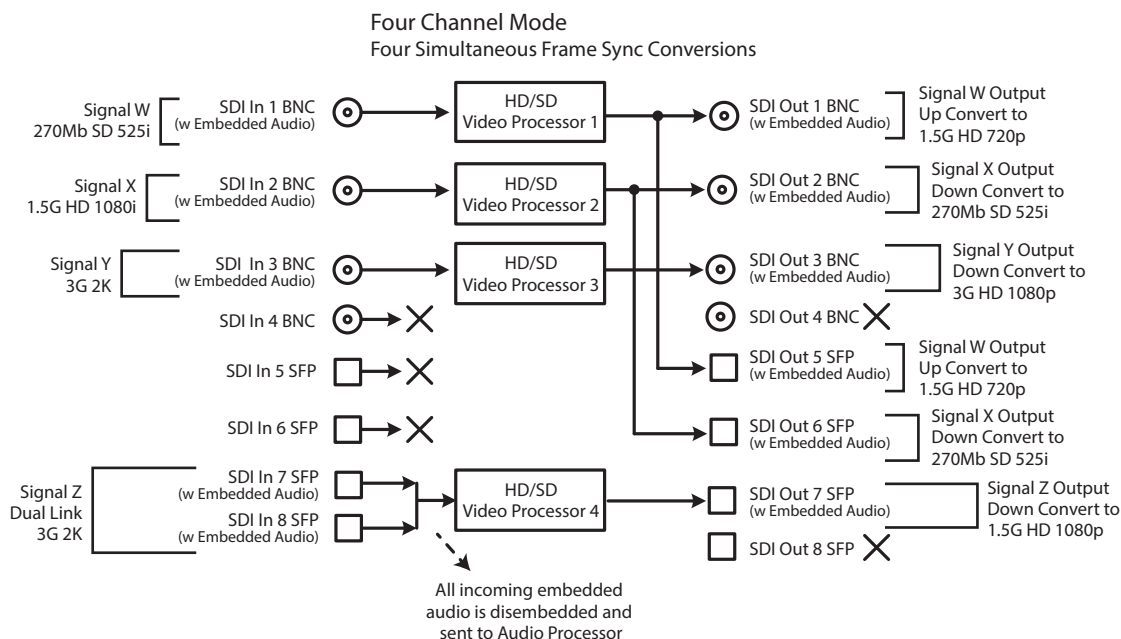 Four Channel Mode
Four Simultaneous Frame Sync Conversions
Signal W
270Mb SD 525i
SDI In 1 BNC
(w Embedded Audio)
HD/SD
Video Processor 1
SDI Out 1 BNC
(w Embedded Audio)
Signal W Output
Up Convert to
1.5G HD 720p
Signal X
1.5G HD 1080i
SDI In 2 BNC
(w Embedded Audio)
HD/SD
Video Processor 2
SDI Out 2 BNC
(w Embedded Audio)
Signal X Output
Down Convert to
270Mb SD 525i
Signal Y
3G 2K
SDI In 3 BNC
(w Embedded Audio)
HD/SD
Video Processor 3
SDI Out 3 BNC
(w Embedded Audio)
Signal Y Output
Down Convert to
3G HD 1080p
SDI In 4 BNC
SDI Out 4 BNC
SDI In 5 SFP
SDI Out 5 SFP
(w Embedded Audio)
Signal W Output
Up Convert to
1.5G HD 720p
SDI In 6 SFP
SDI Out 6 SFP
(w Embedded Audio)
Signal X Output
Down Convert to
270Mb SD 525i
Signal Z
Dual Link
3G 2K
SDI In 7 SFP
(w Embedded Audio)
SDI In 8 SFP
(w Embedded Audio)
HD/SD
Video Processor 4
SDI Out 7 SFP
(w Embedded Audio)
Signal Z Output
Down Convert to
1.5G HD 1080p
SDI Out 8 SFP
All incoming embedded
audio is disembedded and
sent to Audio Processor